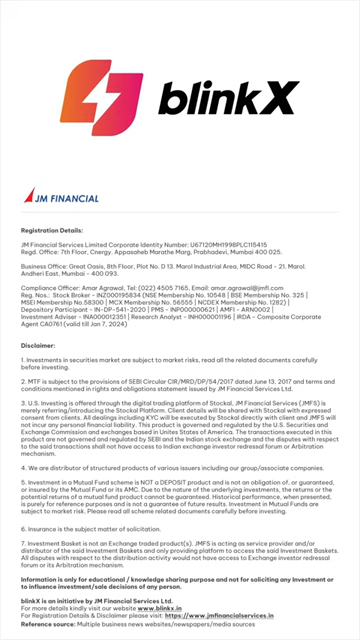 blinkX
JM FINANCIAL
Registration Details:
JM Financial Services Limited Corporate Identity Number: U67120MH1998PLC115415
Regd. Office: 7th Floor, Cnergy. Appasaheb Marathe Marg, Prabhadevi, Mumbai 400 025.
Business Office: Great Oasis, 8th Floor, Plot No. D 13. Marol Industrial Area, MIDC Road - 21. Marol.
Andheri East, Mumbai - 400 093.
Compliance Officer: Amar Agrawal, Tel: (022) 4505 7165, Email: amar.agrawal@jmfl.com
Reg. Nos.: Stock Broker - INZ000195834 (NSE Membership No. 10548 | BSE Membership No. 325 |
MSEI Membership No.58300 | MCX Membership No. 56555 | NCDEX Membership No. 1282) |
Depository Participant - IN-DP-541-2020 | PMS - INP000000621 | AMFI - ARN0002 |
Investment Adviser - INA000012351 | Research Analyst - INH000001196 | IRDA - Composite Corporate
Agent CA0761 (valid till Jan 7, 2024)
Disclaimer:
1. Investments in securities market are subject to market risks, read all the related documents carefully
before investing.
2. MTF is subject to the provisions of SEBI Circular CIR/MRD/DP/54/2017 dated June 13, 2017 and terms and
conditions mentioned in rights and obligations statement issued by JM Financial Services Ltd.
3. U.S. Investing is offered through the digital trading platform of Stockal, JM Financial Services (JMFS) is
merely referring/introducing the Stockal Platform. Client details will be shared with Stockal with expressed
consent from clients. All dealings including KYC will be executed by Stockal directly with client and JMFS will
not incur any personal financial liability. This product is governed and regulated by the U.S. Securities and
Exchange Commission and exchanges based in Unites States of America. The transactions executed in this
product are not governed and regulated by SEBI and the Indian stock exchange and the disputes with respect
to the said transactions shall not have access to Indian exchange investor redressal forum or Arbitration
mechanism.
4. We are distributor of structured products of various issuers including our group/associate companies.
5. Investment in a Mutual Fund scheme is NOT a DEPOSIT product and is not an obligation of, or guaranteed,
or insured by the Mutual Fund or its AMC. Due to the nature of the underlying investments, the returns or the
potential returns of a mutual fund product cannot be guaranteed. Historical performance, when presented,
is purely for reference purposes and is not a guarantee of future results. Investment in Mutual Funds are
subject to market risk. Please read all scheme related documents carefully before investing.
6. Insurance is the subject matter of solicitation.
7. Investment Basket is not an Exchange traded product(s). JMFS is acting as service provider and/or
distributor of the said Investment Baskets and only providing platform to access the said Investment Baskets.
All disputes with respect to the distribution activity would not have access to Exchange investor redressal
forum or its Arbitration mechanism.
Information is only for educational / knowledge sharing purpose and not for soliciting any Investment or
to influence investment/sale decisions of any person.
blinkX is an initiative by JM Financial Services Ltd.
For more details kindly visit our website www.blinkx.in
For Registration Details & Disclaimer please visit: https://www.jmfinancialservices.in
Reference source: Multiple business news websites/newspapers/media sources